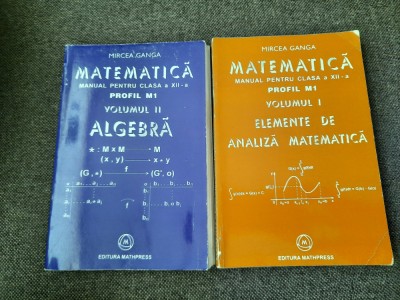 MIRCEA GANGA
MATEMATICĂ
MANUAL PENTRU CLASA a XII-a
PROFIL M1
VOLUMUL II
ALGEBRĂ
M x M M
(x, y) x + y
f
(G, ∘) (G', o)
f
EDITURA MATHPRESS
MIRCEA GANGA
MATEMATICĂ
MANUAL PENTRU CLASA a XII-a
PROFIL M1
VOLUMUL I
ELEMENTE DE
ANALIZĂ MATEMATICĂ
EDITURA MATHPRESS